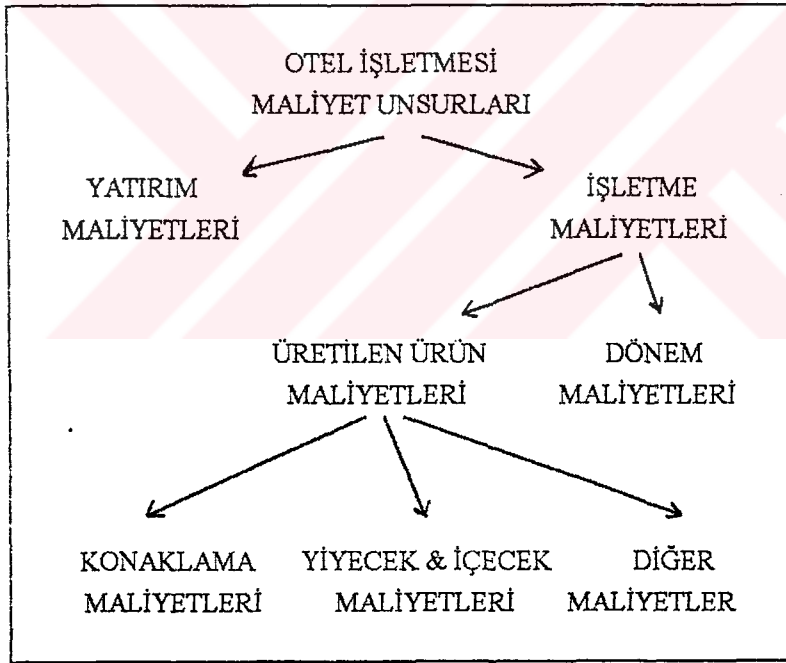 OTEL İŞLETMESİ
MALİYET UNSURLARI
YATIRIM
MALİYETLERİ
İŞLETME
MALİYETLERİ
ÜRETİLEN ÜRÜN
MALİYETLERİ
DÖNEM
MALİYETLERİ
KONAKLAMA
MALİYETLERİ
YİYECEK & İÇECEK
MALİYETLERİ
DİĞER
MALİYETLER